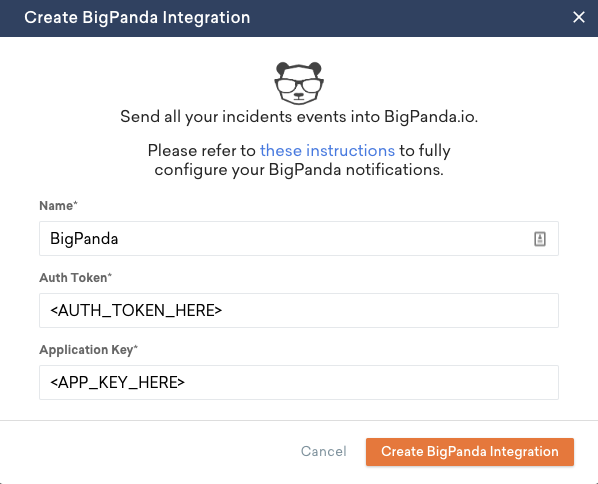 Create BigPanda Integration
Send all your incidents events into BigPanda.io.
Please refer to these instructions to fully
configure your BigPanda notifications.
Name*
BigPanda
Auth Token*
<AUTH_TOKEN_HERE>
Application Key*
<APP_KEY_HERE>
Cancel
Create BigPanda Integration